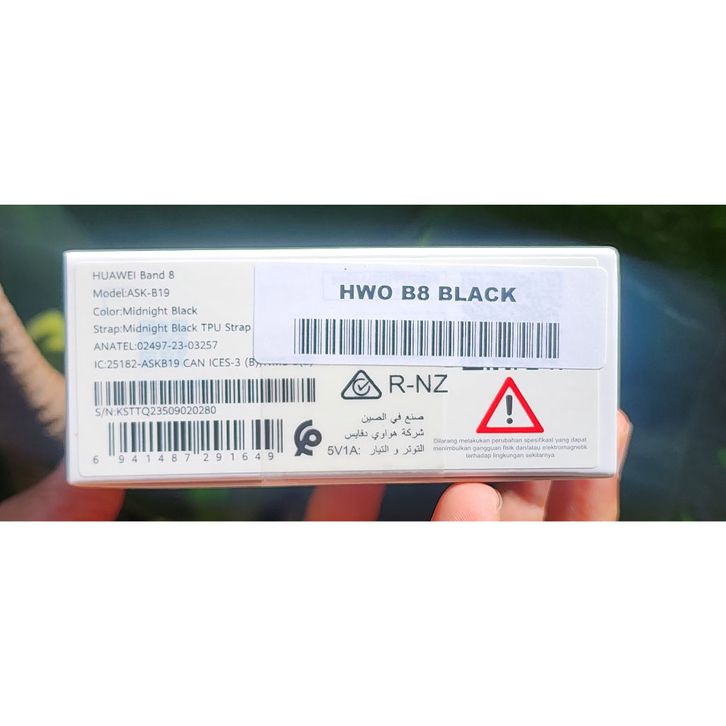 HUAWEI Band 8
Model:ASK-B19
Color:Midnight Black
Strap:Midnight Black TPU Strap
ANATEL:02497-23-03257
IC:25182-ASKB19 CAN ICES-3 (B)/
HWO B8 BLACK
S/N:KSTTQ23509020280
6 941487 291649
R-NZ
صنع في الصين
شركة هواوي دفايس
التوتر و التيار :5V1A
Dilarang melakukan perubahan spesifikasi yang dapat
menimbulkan gangguan fisik dan/atau elektromagnetik
terhadap lingkungan sekitarnya